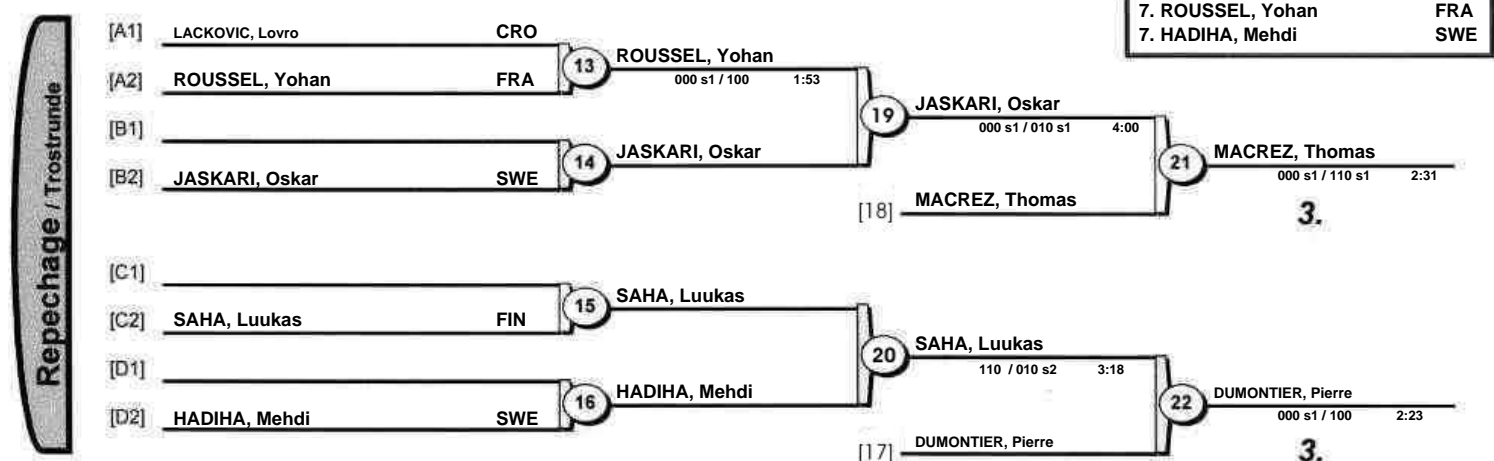 7. ROUSSEL, Yohan FRA
7. HADIHA, Mehdi SWE
Repechage / Trostrunde
[A1] LACKOVIC, Lovro CRO
13
ROUSSEL, Yohan
000 s1 / 100 1:53
[A2] ROUSSEL, Yohan FRA
19
JASKARI, Oskar
000 s1 / 010 s1 4:00
[B1]
14
JASKARI, Oskar
[B2] JASKARI, Oskar SWE
21
MACREZ, Thomas
000 s1 / 110 s1 2:31
[18] MACREZ, Thomas
3.
[C1]
15
SAHA, Luukas
[C2] SAHA, Luukas FIN
20
SAHA, Luukas
110 / 010 s2 3:18
[D1]
16
HADIHA, Mehdi
[D2] HADIHA, Mehdi SWE
22
DUMONTIER, Pierre
000 s1 / 100 2:23
[17] DUMONTIER, Pierre
3.